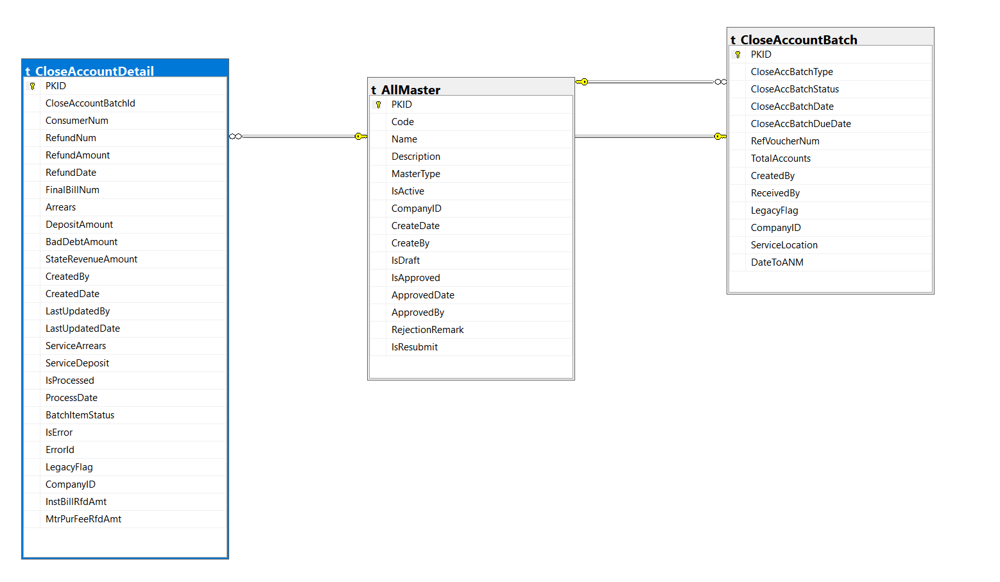 t_CloseAccountDetail
PKID
CloseAccountBatchId
ConsumerNum
RefundNum
RefundAmount
RefundDate
FinalBillNum
Arrears
DepositAmount
BadDebtAmount
StateRevenueAmount
CreatedBy
CreatedDate
LastUpdatedBy
LastUpdatedDate
ServiceArrears
ServiceDeposit
IsProcessed
ProcessDate
BatchItemStatus
IsError
ErrorId
LegacyFlag
CompanyID
InstBillRfdAmt
MtrPurFeeRfdAmt
t_AllMaster
PKID
Code
Name
Description
MasterType
IsActive
CompanyID
CreateDate
CreateBy
IsDraft
IsApproved
ApprovedDate
ApprovedBy
RejectionRemark
IsResubmit
t_CloseAccountBatch
PKID
CloseAccBatchType
CloseAccBatchStatus
CloseAccBatchDate
CloseAccBatchDueDate
RefVoucherNum
TotalAccounts
CreatedBy
ReceivedBy
LegacyFlag
CompanyID
ServiceLocation
DateToANM